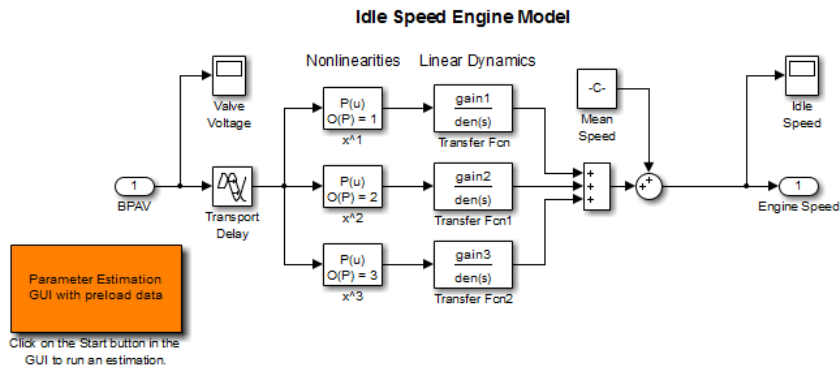 Idle Speed Engine Model
Nonlinearities
Linear Dynamics
Valve
Voltage
P(u)
O(P) = 1
x^1
gain1
den(s)
Transfer Fcn
-C-
Mean
Speed
Idle
Speed
1
BPAV
Transport
Delay
P(u)
O(P) = 2
x^2
gain2
den(s)
Transfer Fcn1
+
+
+
+
+
1
Engine Speed
P(u)
O(P) = 3
x^3
gain3
den(s)
Transfer Fcn2
Parameter Estimation
GUI with preload data
Click on the Start button in the
GUI to run an estimation.